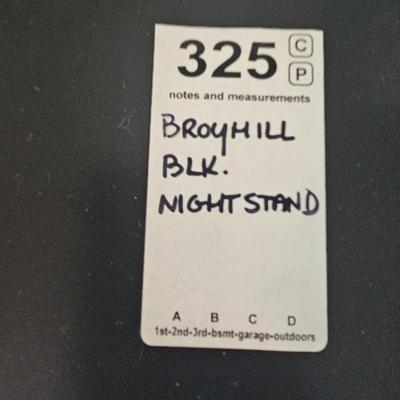 325 C
P
notes and measurements
BROYHILL
BLK.
NIGHTSTAND
A B C D
1st-2nd-3rd-bsmt-garage-outdoors